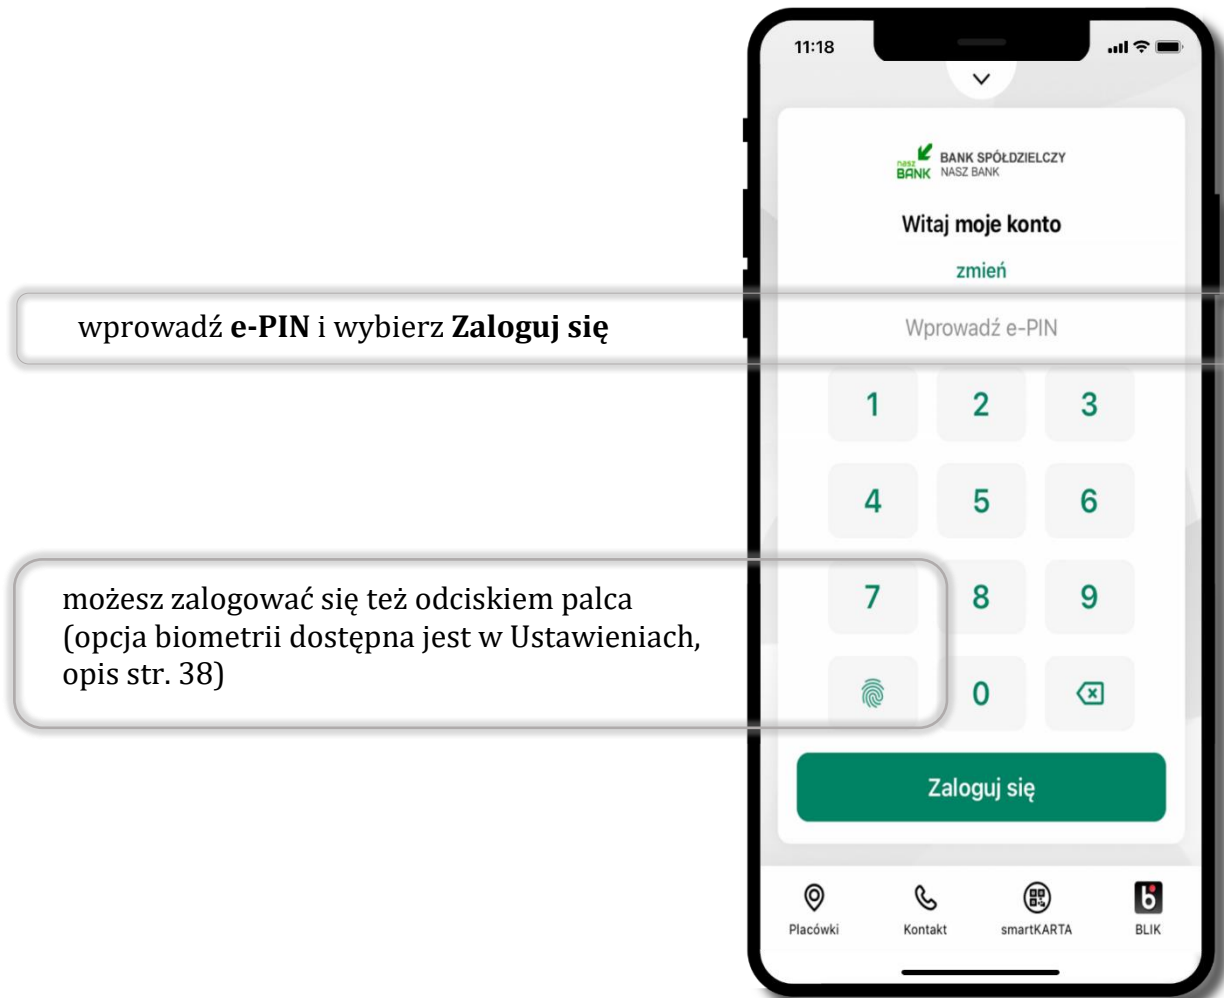 11:18
nasz
BANK
BANK SPÓŁDZIELCZY
NASZ BANK
Witaj moje konto
zmień
wprowadź e-PIN i wybierz Zaloguj się
Wprowadź e-PIN
1 2 3
4 5 6
możesz zalogować się też odciskiem palca
(opcja biometrii dostępna jest w Ustawieniach,
opis str. 38)
7 8 9
0
Zaloguj się
Placówki Kontakt smartKARTA BLIK